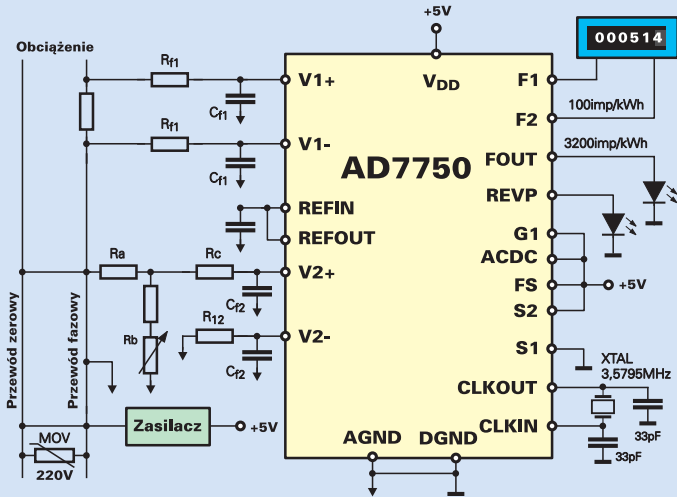 +5V
000514
Obciążenie
Rf1
V1+
VDD
F1
Cf1
100imp/kWh
F2
Rf1
V1-
3200imp/kWh
FOUT
Cf1
AD7750
REVP
REFIN
G1
REFOUT
ACDC
Ra
Rc
V2+
FS
+5V
Cf2
S2
Rb
R12
V2-
S1
Cf2
XTAL
3,5795MHz
CLKOUT
Przewód zerowy
Przewód fazowy
33pF
Zasilacz
+5V
CLKIN
AGND
DGND
33pF
MOV
220V